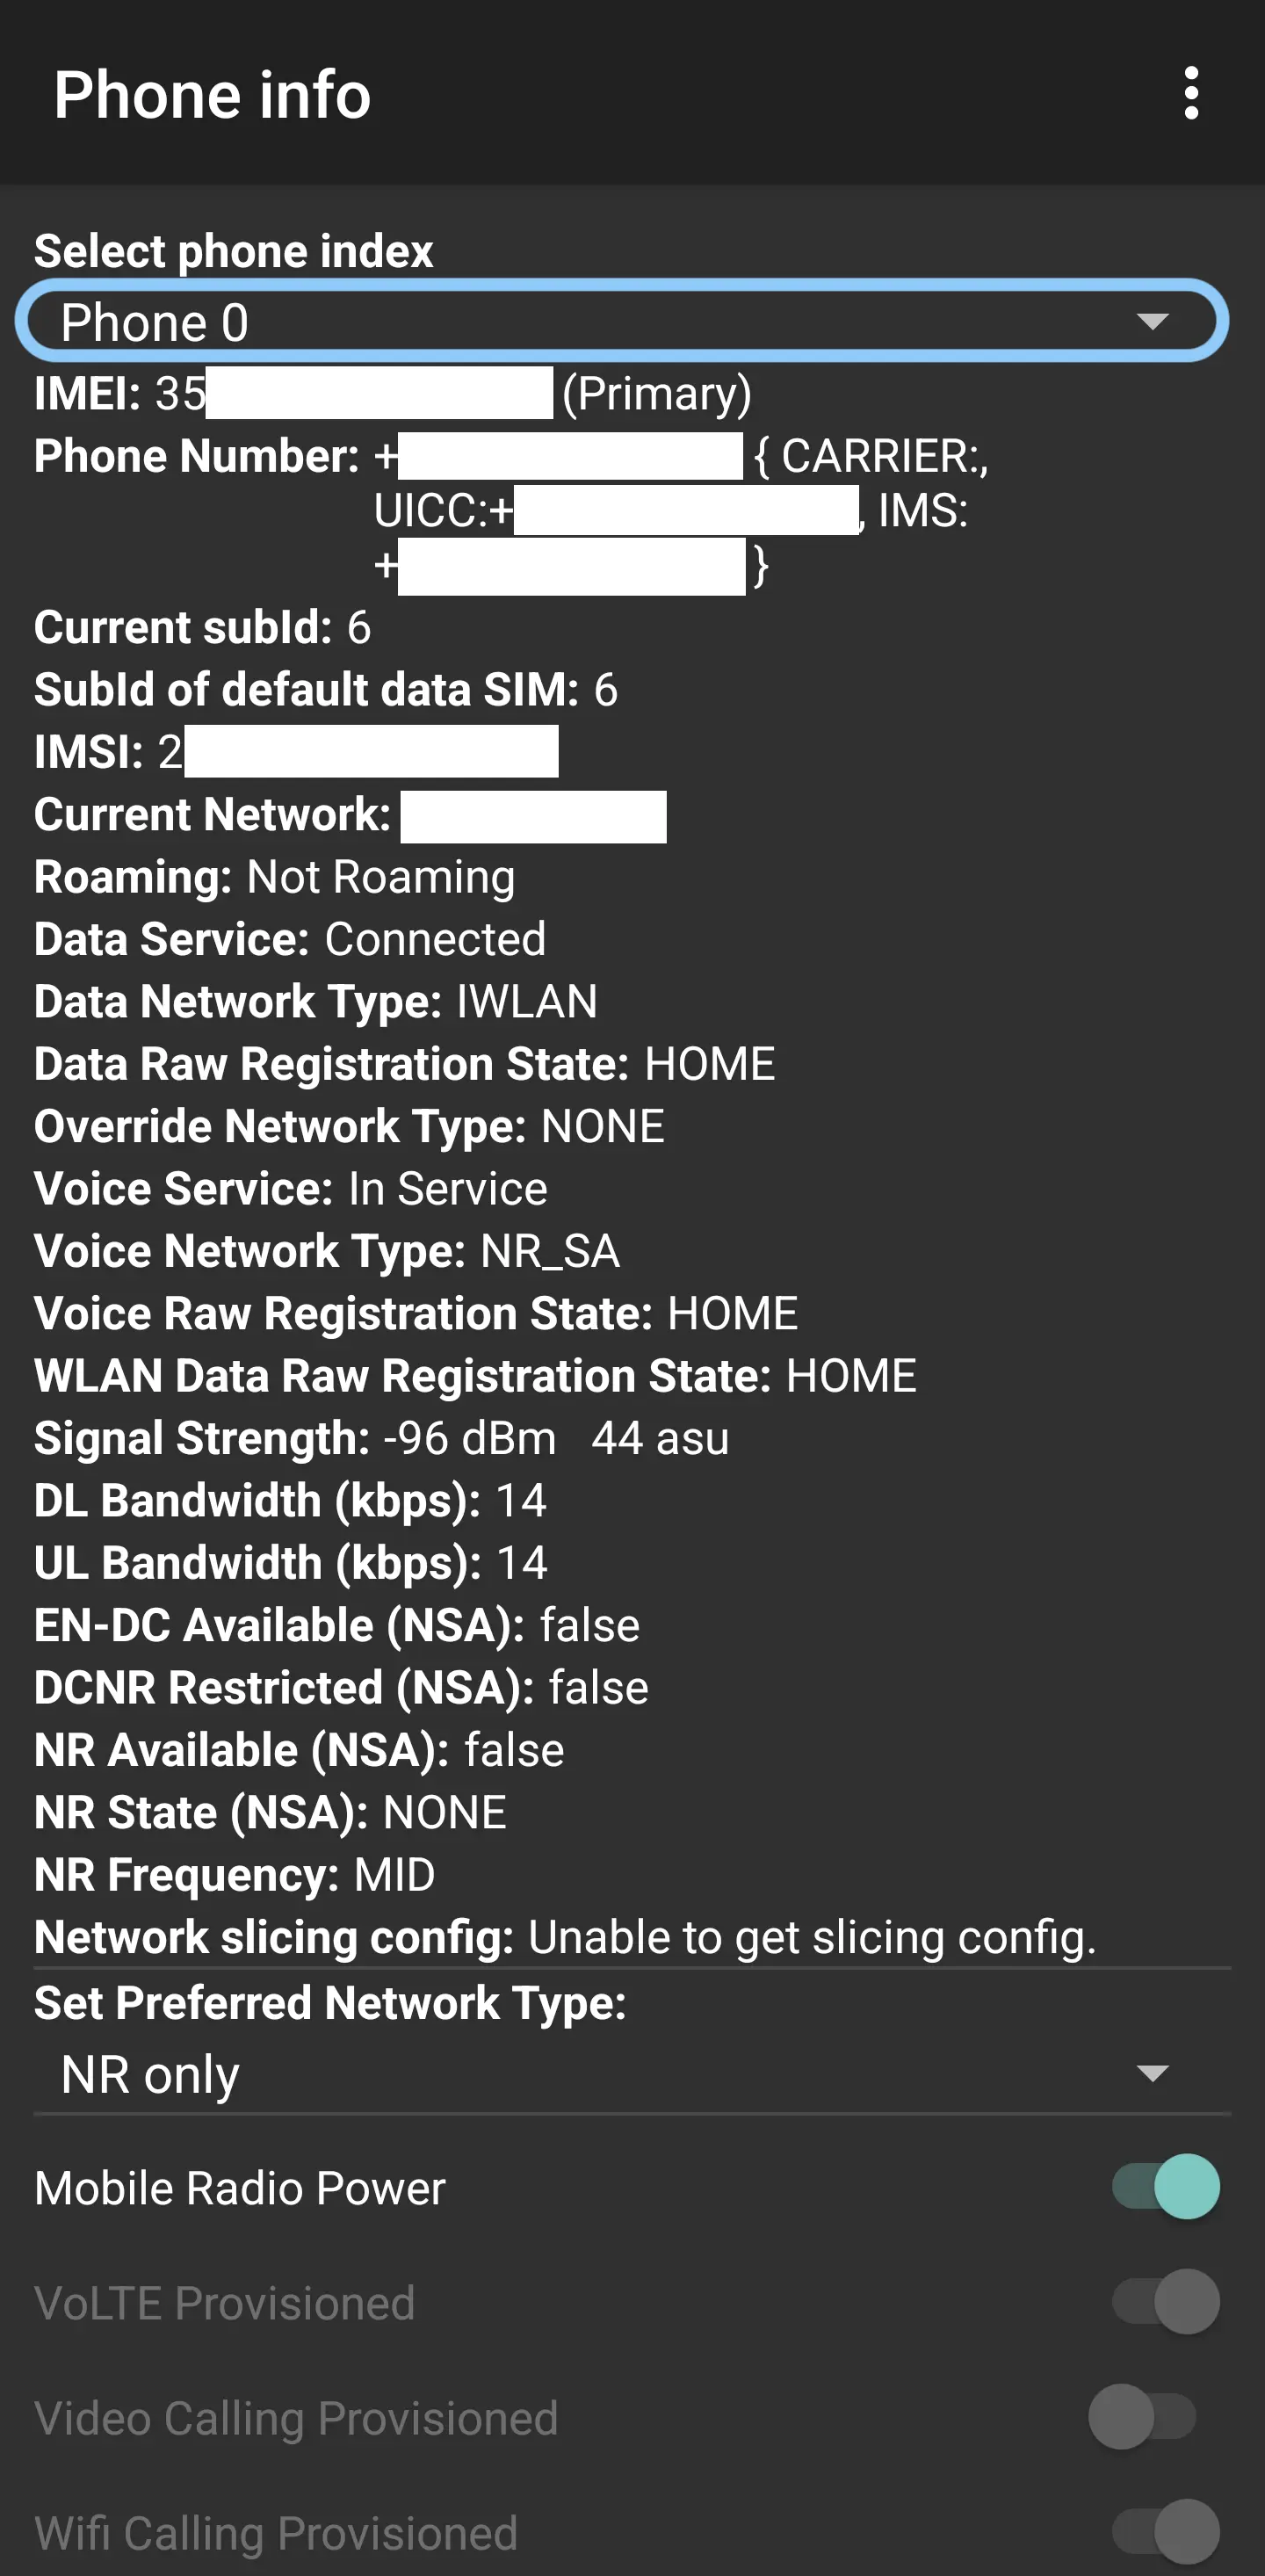 Phone info
Select phone index
Phone 0
IMEI: 35 (Primary)
Phone Number: + { CARRIER:,
UICC:+ , IMS:
+ }
Current subId: 6
SubId of default data SIM: 6
IMSI: 2
Current Network:
Roaming: Not Roaming
Data Service: Connected
Data Network Type: IWLAN
Data Raw Registration State: HOME
Override Network Type: NONE
Voice Service: In Service
Voice Network Type: NR_SA
Voice Raw Registration State: HOME
WLAN Data Raw Registration State: HOME
Signal Strength: -96 dBm 44 asu
DL Bandwidth (kbps): 14
UL Bandwidth (kbps): 14
EN-DC Available (NSA): false
DCNR Restricted (NSA): false
NR Available (NSA): false
NR State (NSA): NONE
NR Frequency: MID
Network slicing config: Unable to get slicing config.
Set Preferred Network Type:
NR only
Mobile Radio Power
VoLTE Provisioned
Video Calling Provisioned
Wifi Calling Provisioned